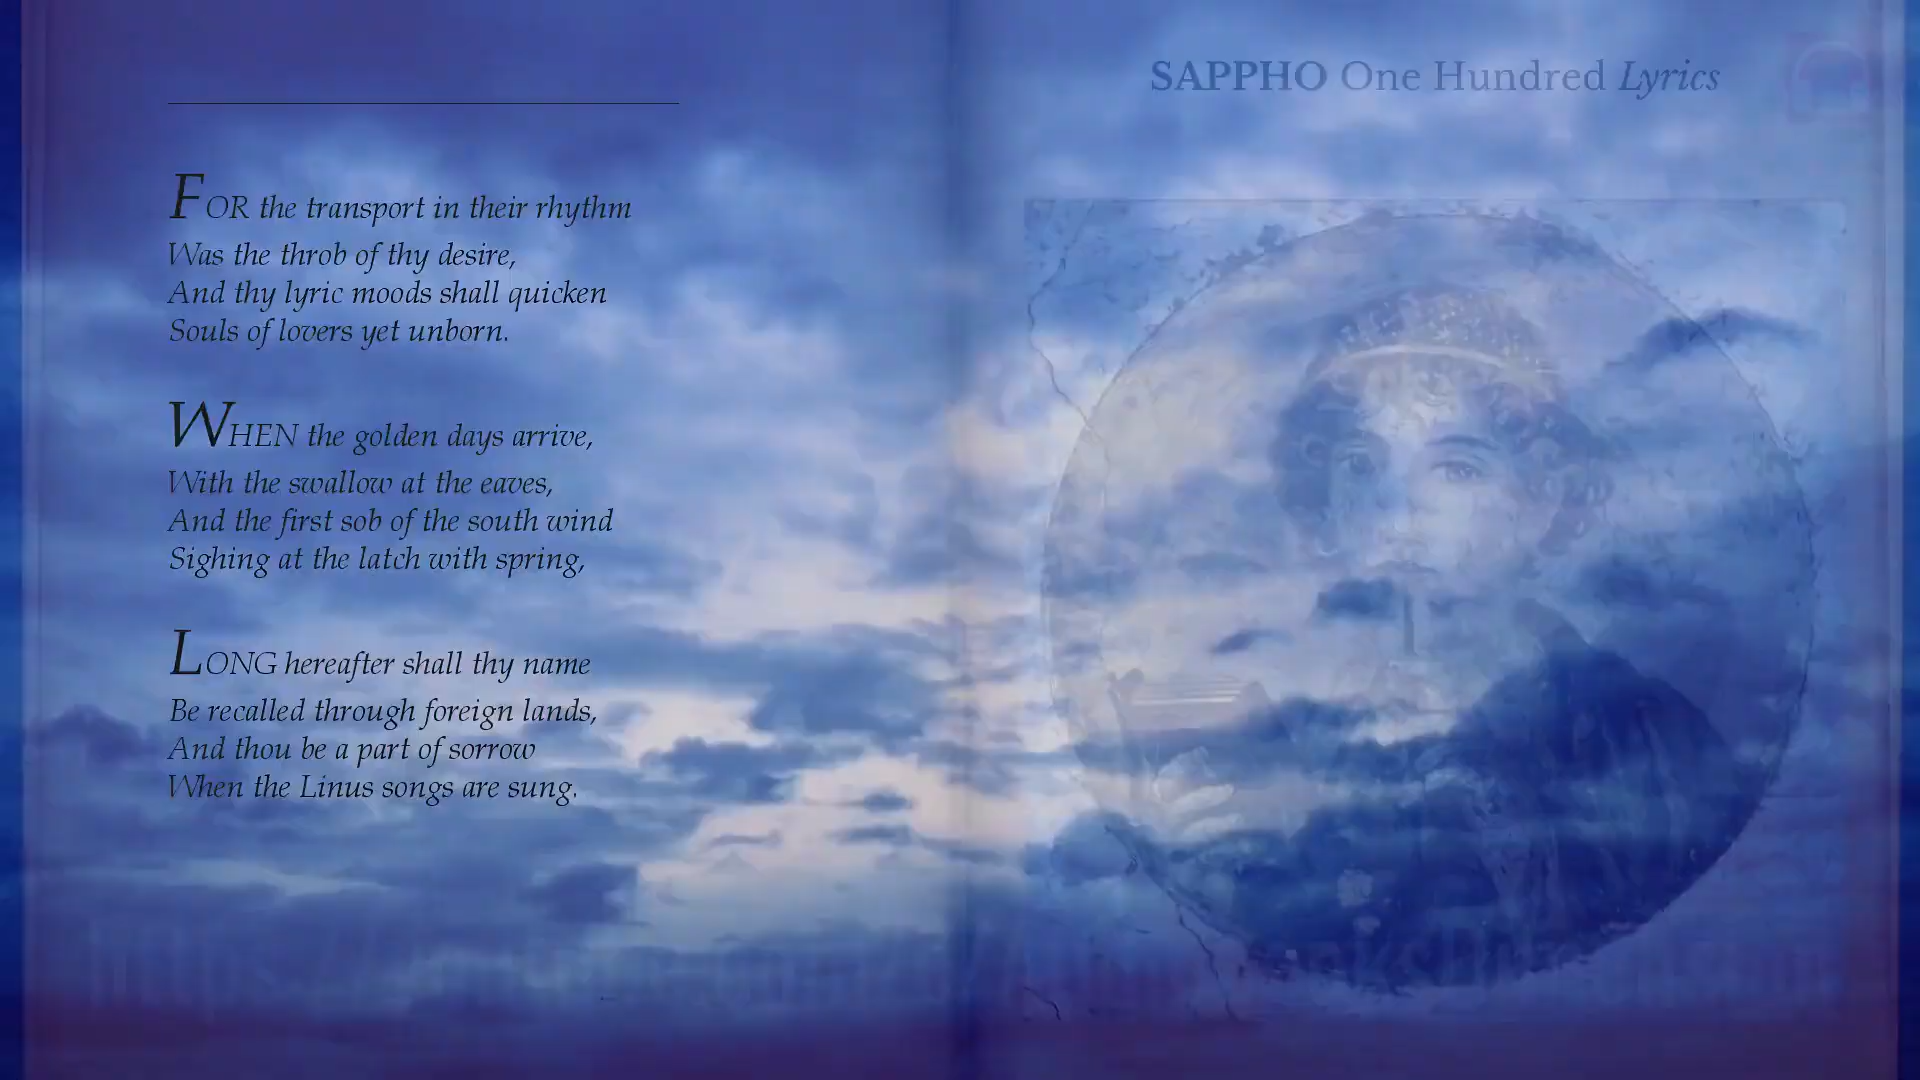 SAPPHO One Hundred Lyrics
FOR the transport in their rhythm
Was the throb of thy desire,
And thy lyric moods shall quicken
Souls of lovers yet unborn.
WHEN the golden days arrive,
With the swallow at the eaves,
And the first sob of the south wind
Sighing at the latch with spring,
LONG hereafter shall thy name
Be recalled through foreign lands,
And thou be a part of sorrow
When the Linus songs are sung.